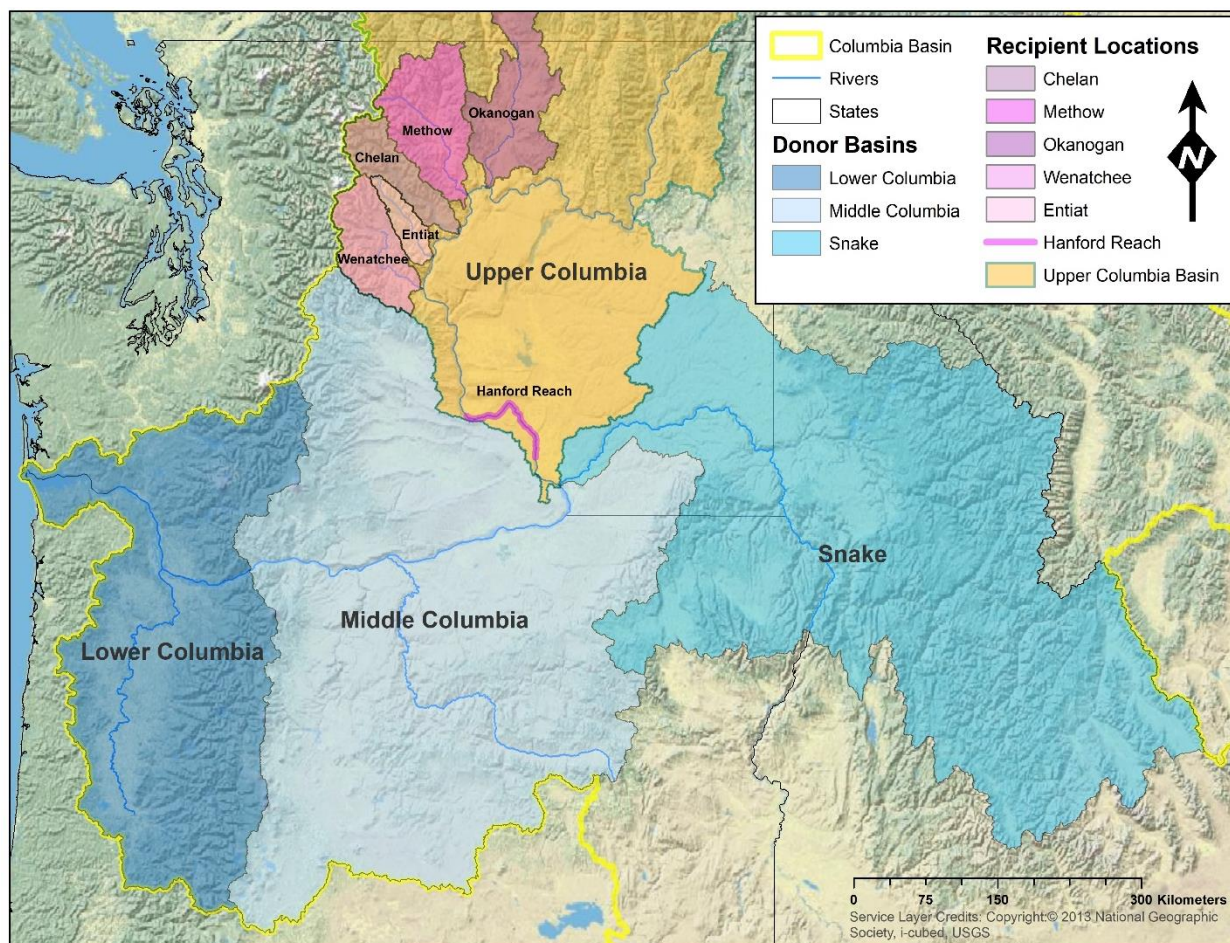 Columbia Basin
Rivers
States
Donor Basins
Lower Columbia
Middle Columbia
Snake
Recipient Locations
Chelan
Methow
Okanogan
Wenatchee
Entiat
Hanford Reach
Upper Columbia Basin
N
Okanogan
Methow
Chelan
Entiat
Wenatchee
Upper Columbia
Hanford Reach
Snake
Middle Columbia
Lower Columbia
0 75 150 300 Kilometers
Service Layer Credits: Copyright:© 2013 National Geographic
Society, i-cubed, USGS